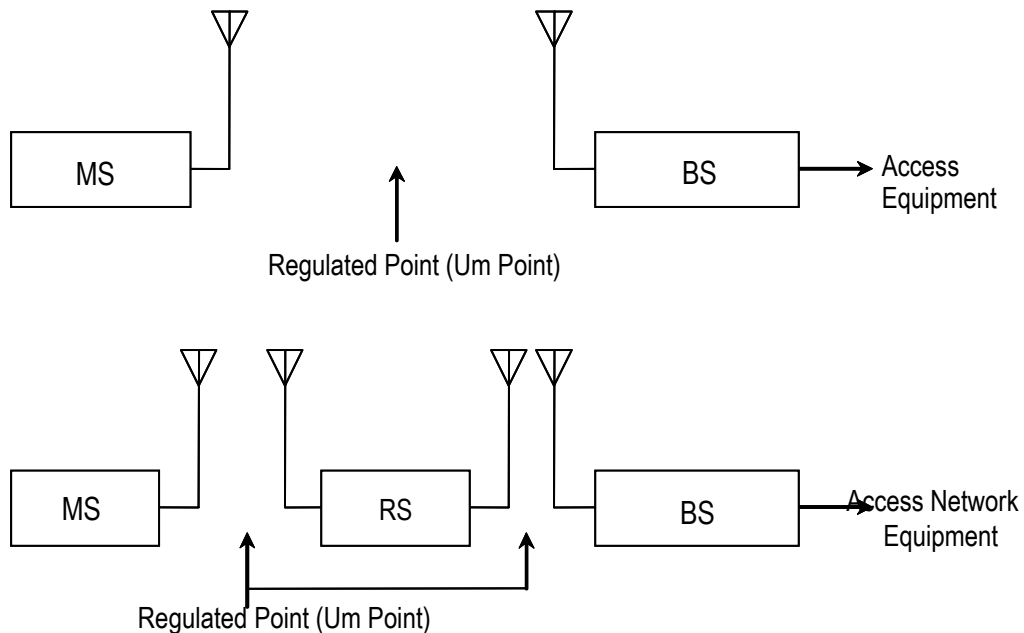 MS
BS
Access
Equipment
Regulated Point (Um Point)
MS
RS
BS
Access Network
Equipment
Regulated Point (Um Point)